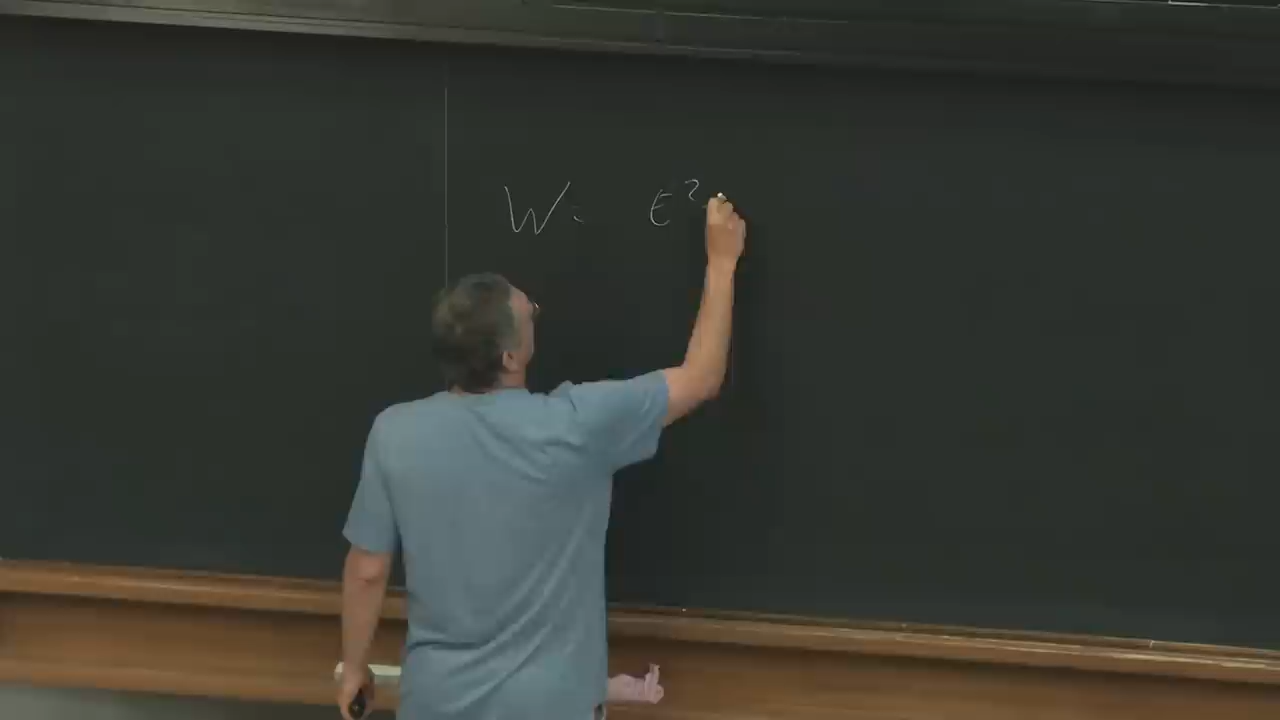 W = ε² -